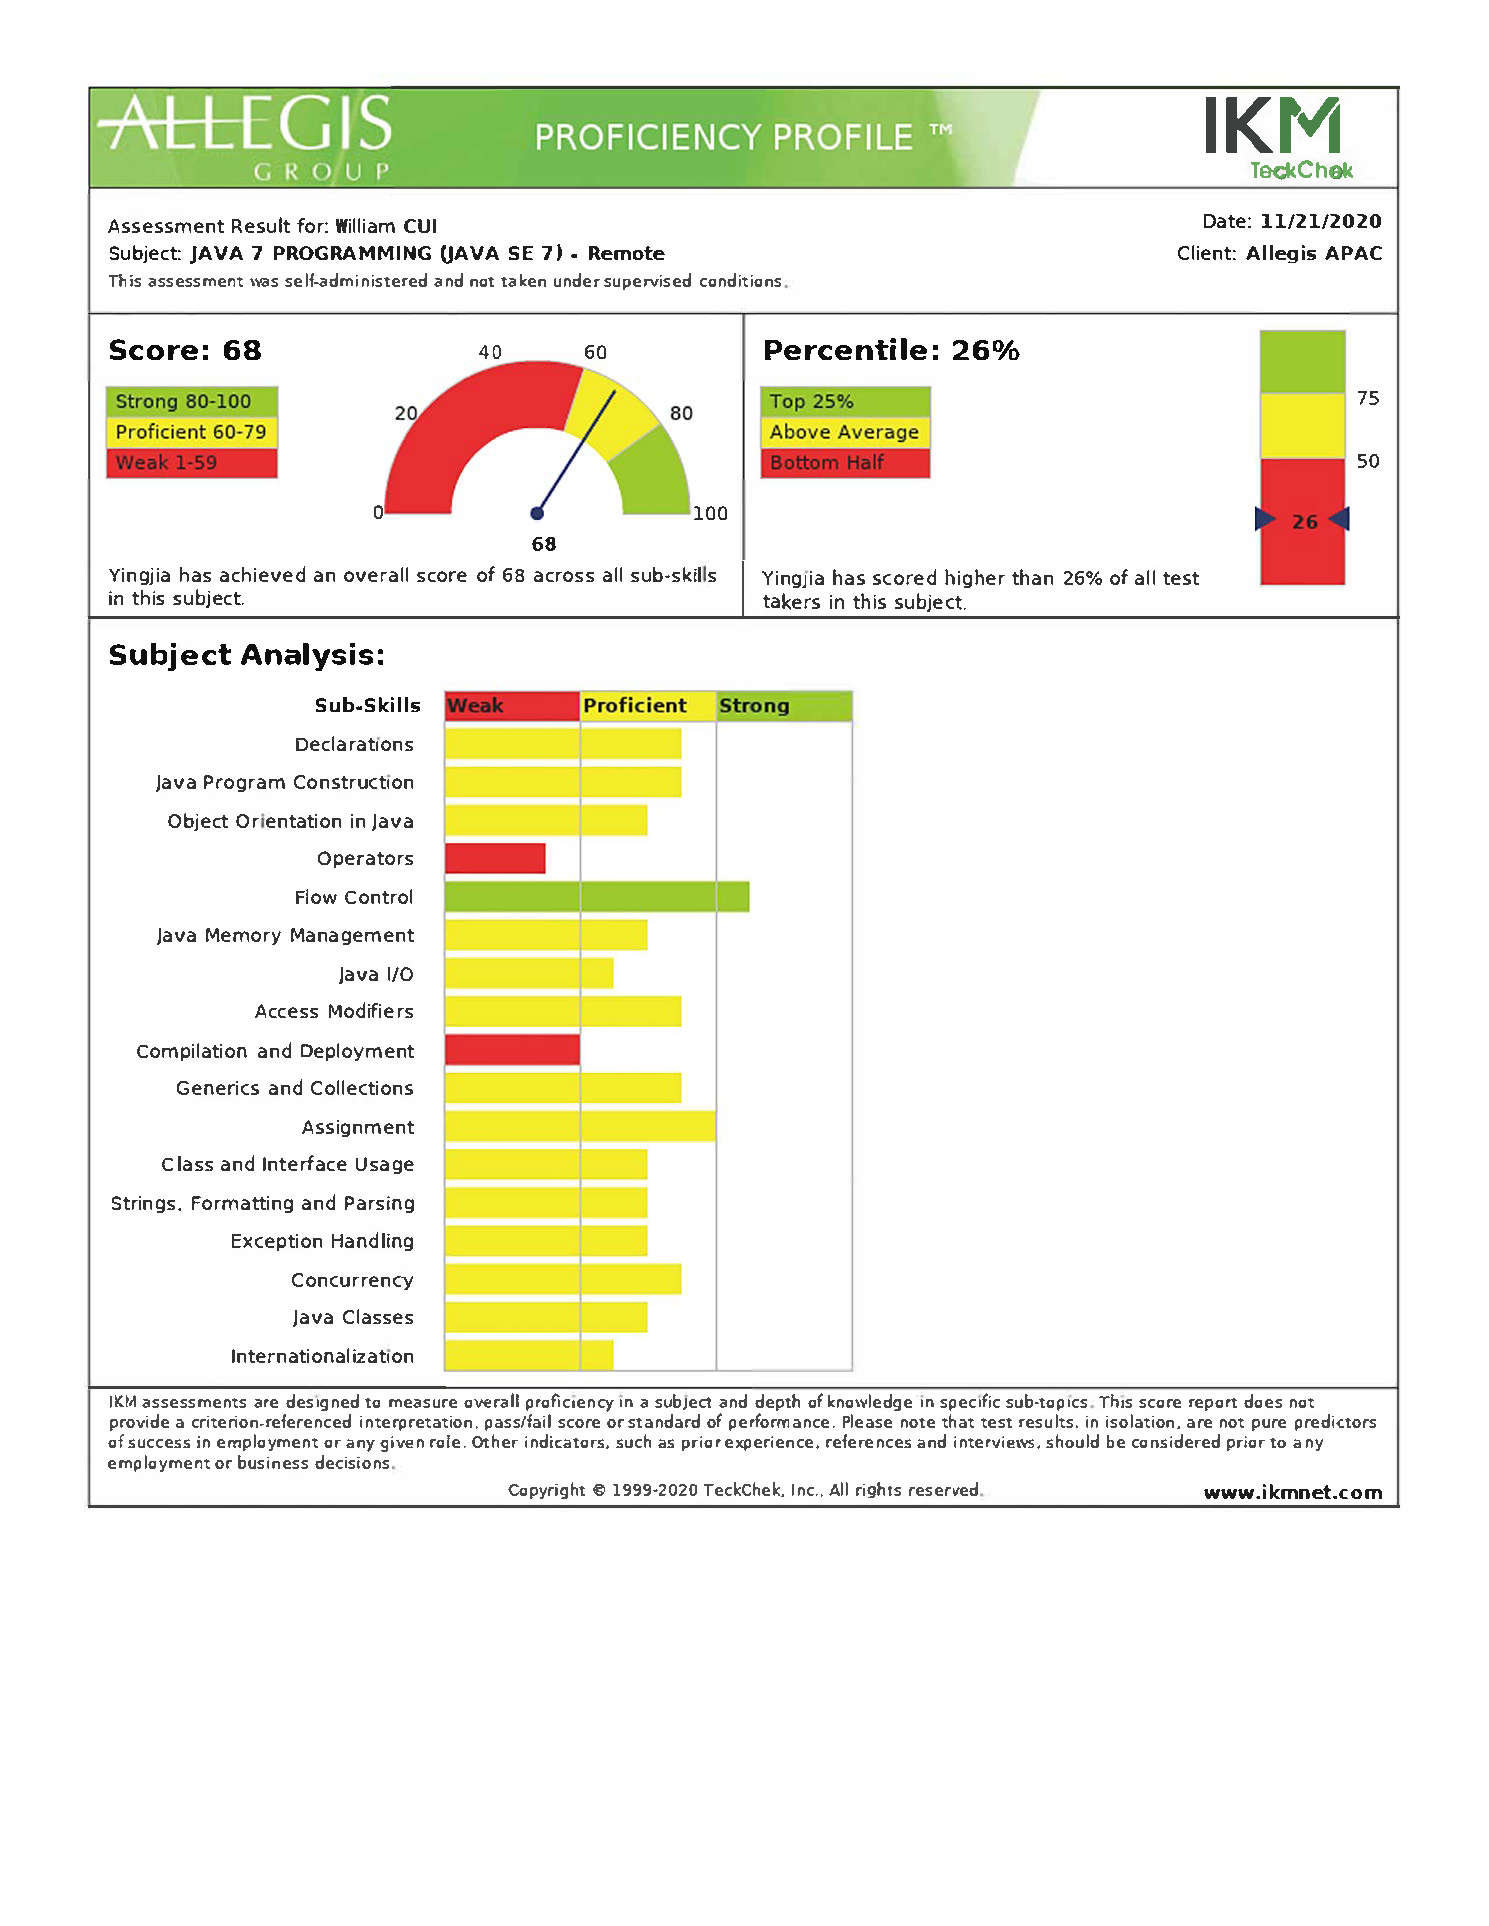 ALLEGIS
GROUP
PROFICIENCY PROFILE ™
IKM
TeckChek
Assessment Result for: William CUI
Date: 11/21/2020
Subject: JAVA 7 PROGRAMMING (JAVA SE 7) - Remote
Client: Allegis APAC
This assessment was self-administered and not taken under supervised conditions.
Score: 68
Strong 80-100
Proficient 60-79
Weak 1-59
0
20
40
60
80
100
68
Yingjia has achieved an overall score of 68 across all sub-skills
in this subject.
Percentile: 26%
Top 25%
Above Average
Bottom Half
75
50
26
Yingjia has scored higher than 26% of all test
takers in this subject.
Subject Analysis:
Sub-Skills Weak Proficient Strong
Declarations
Java Program Construction
Object Orientation in Java
Operators
Flow Control
Java Memory Management
Java I/O
Access Modifiers
Compilation and Deployment
Generics and Collections
Assignment
Class and Interface Usage
Strings, Formatting and Parsing
Exception Handling
Concurrency
Java Classes
Internationalization
IKM assessments are designed to measure overall proficiency in a subject and depth of knowledge in specific sub-topics. This score report does not
provide a criterion-referenced interpretation, pass/fail score or standard of performance. Please note that test results, in isolation, are not pure predictors
of success in employment or any given role. Other indicators, such as prior experience, references and interviews, should be considered prior to any
employment or business decisions.
Copyright © 1999-2020 TeckChek, Inc., All rights reserved.
www.ikmnet.com